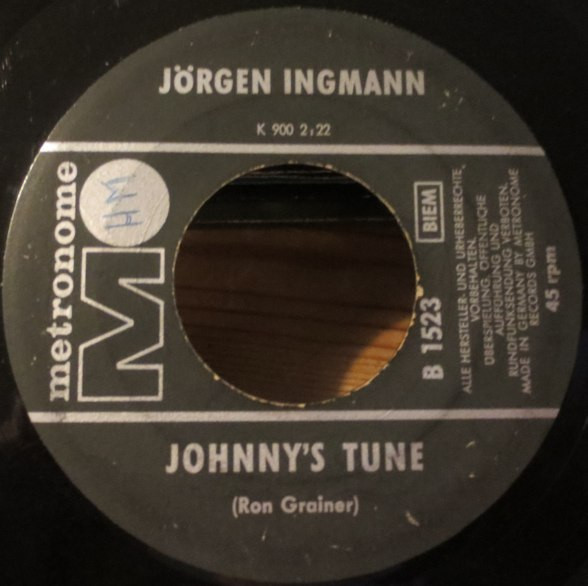 JÖRGEN INGMANN
K 900 2,22
metronome
M
HM
BIEM
B 1523
ALLE HERSTELLER- UND URHEBERRECHTE
VORBEHALTEN.
ÜBERSPIELUNG, ÖFFENTLICHE
AUFFÜHRUNG UND
RUNDFUNKSENDUNG VERBOTEN.
MADE IN GERMANY BY METRONOME
RECORDS GMBH
45 rpm
JOHNNY'S TUNE
(Ron Grainer)